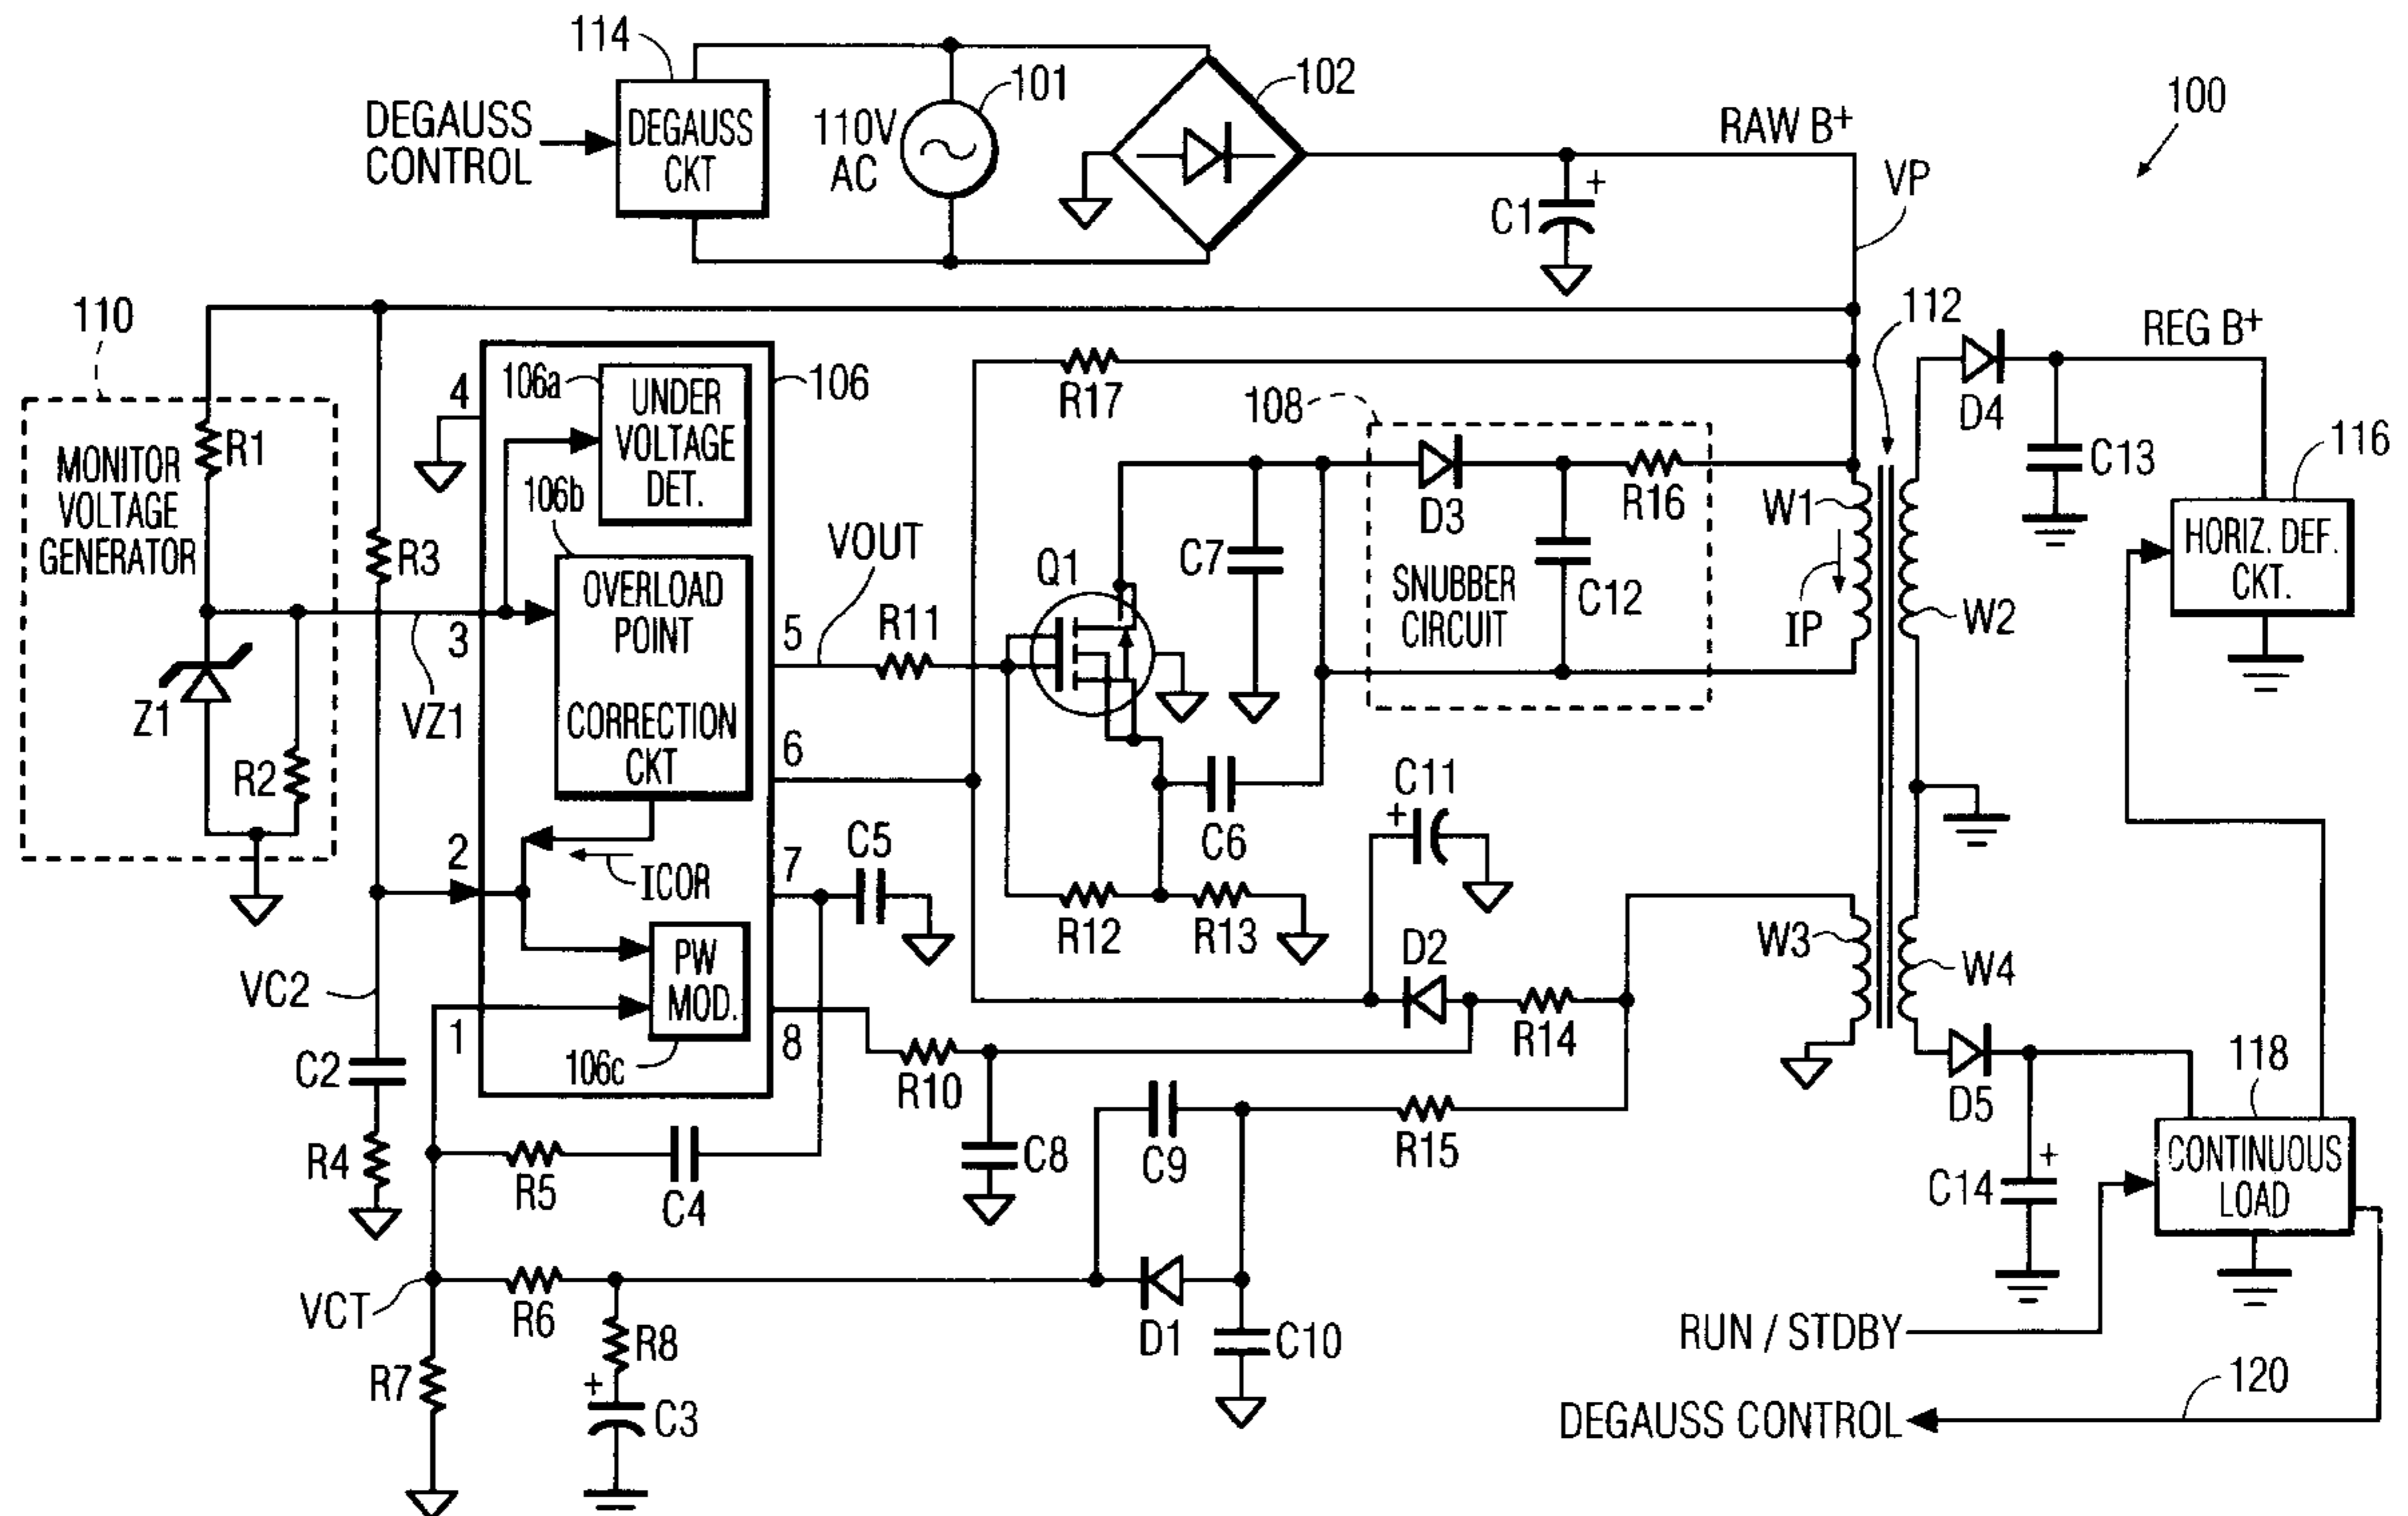 114
DEGAUSS
CONTROL
DEGAUSS
CKT
110V
AC
101
102
RAW B+
C1
+
VP
100
110
MONITOR
VOLTAGE
GENERATOR
R1
R3
Z1
R2
VZ1
4
3
2
1
106a
UNDER
VOLTAGE
DET.
106
106b
OVERLOAD
POINT
CORRECTION
CKT
ICOR
PW
MOD.
106c
5
6
7
8
VOUT
R11
R17
Q1
C7
108
D3
R16
SNUBBER
CIRCUIT
C12
W1
IP
112
W2
D4
REG B+
C13
116
HORIZ. DEF.
CKT.
C6
C11
+
C5
R12
R13
D2
R14
W3
W4
VC2
C2
R4
R5
C4
R10
C8
C9
R15
D5
118
C14
+
CONTINUOUS
LOAD
VCT
R6
R7
R8
+
C3
D1
C10
RUN / STDBY
DEGAUSS CONTROL
120